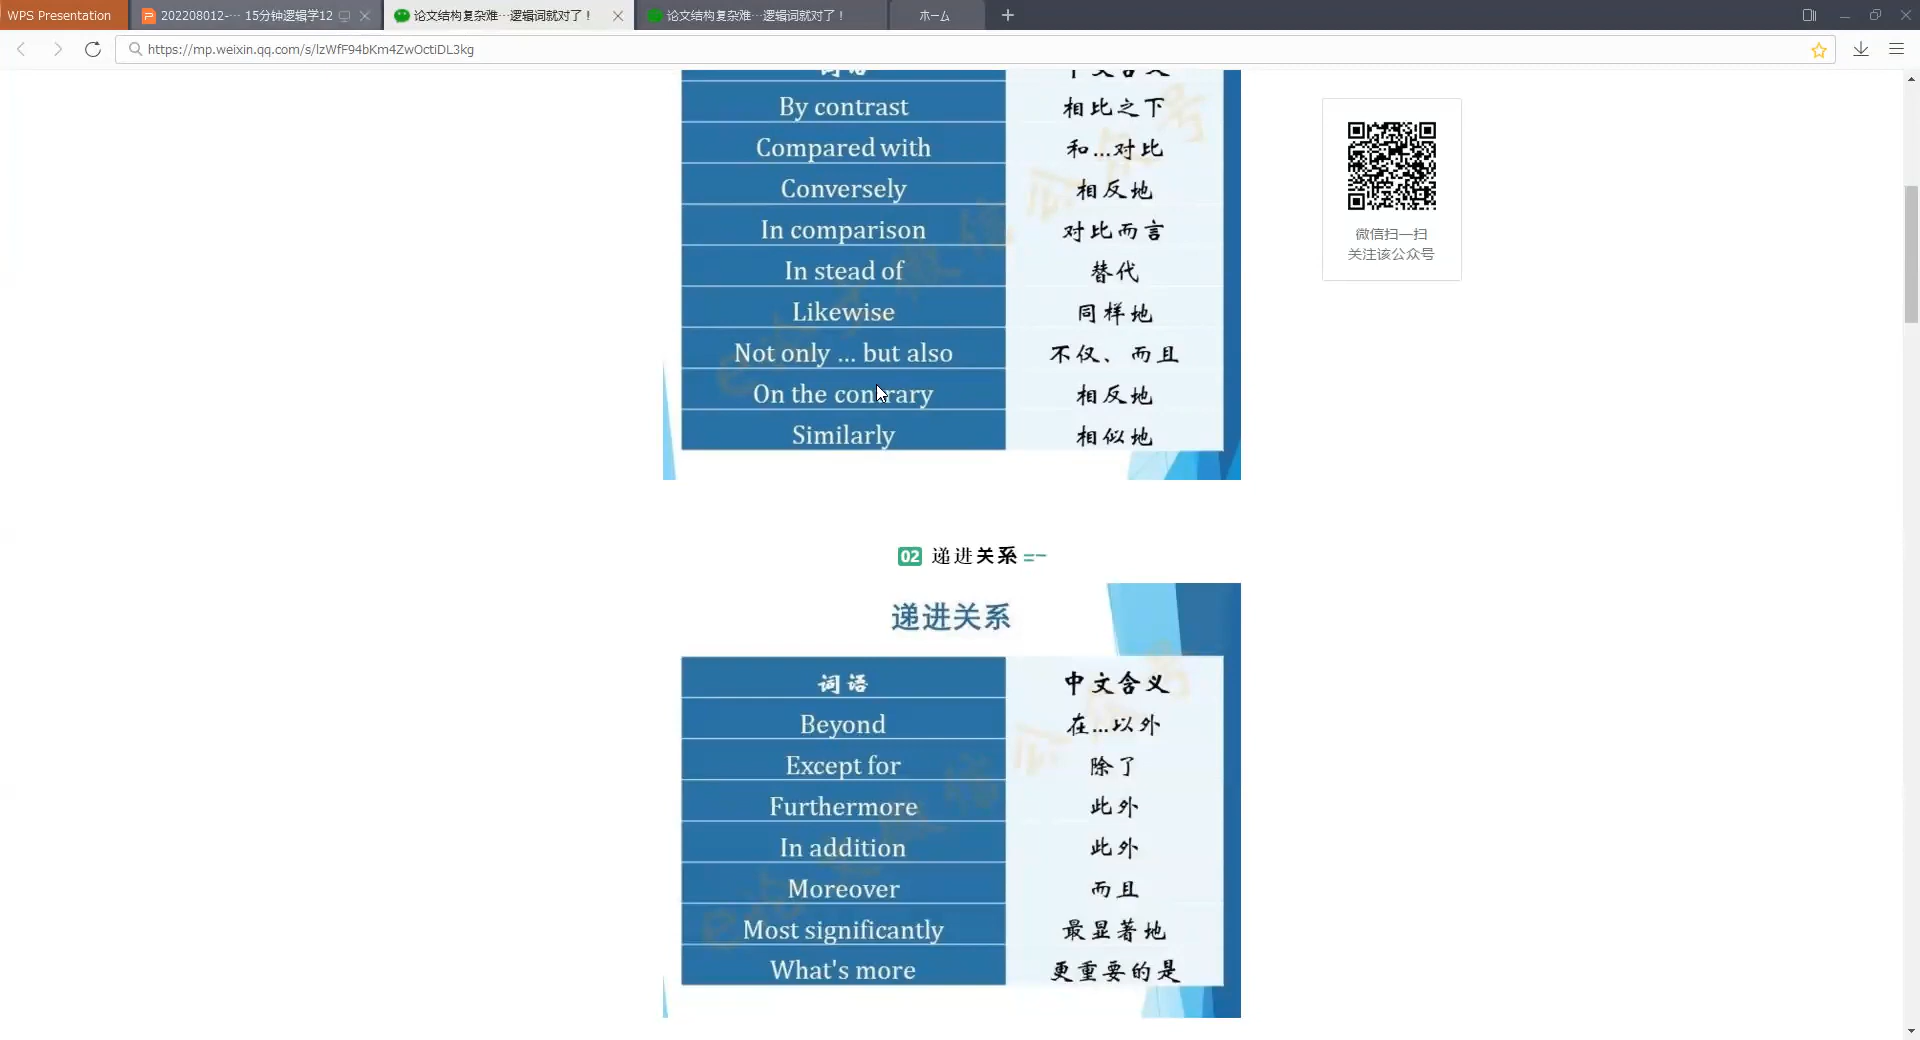 WPS Presentation
202208012-··· 15分钟逻辑学12
论文结构复杂难···逻辑词就对了！
论文结构复杂难···逻辑词就对了！
ホーム
https://mp.weixin.qq.com/s/lzWfF94bKm4ZwOctiDL3kg
词语 中文含义
By contrast 相比之下
Compared with 和...对比
Conversely 相反地
In comparison 对比而言
In stead of 替代
Likewise 同样地
Not only ... but also 不仅、而且
On the contrary 相反地
Similarly 相似地
微信扫一扫
关注该公众号
02 递进关系
递进关系
词语 中文含义
Beyond 在...以外
Except for 除了
Furthermore 此外
In addition 此外
Moreover 而且
Most significantly 最显著地
What's more 更重要的是